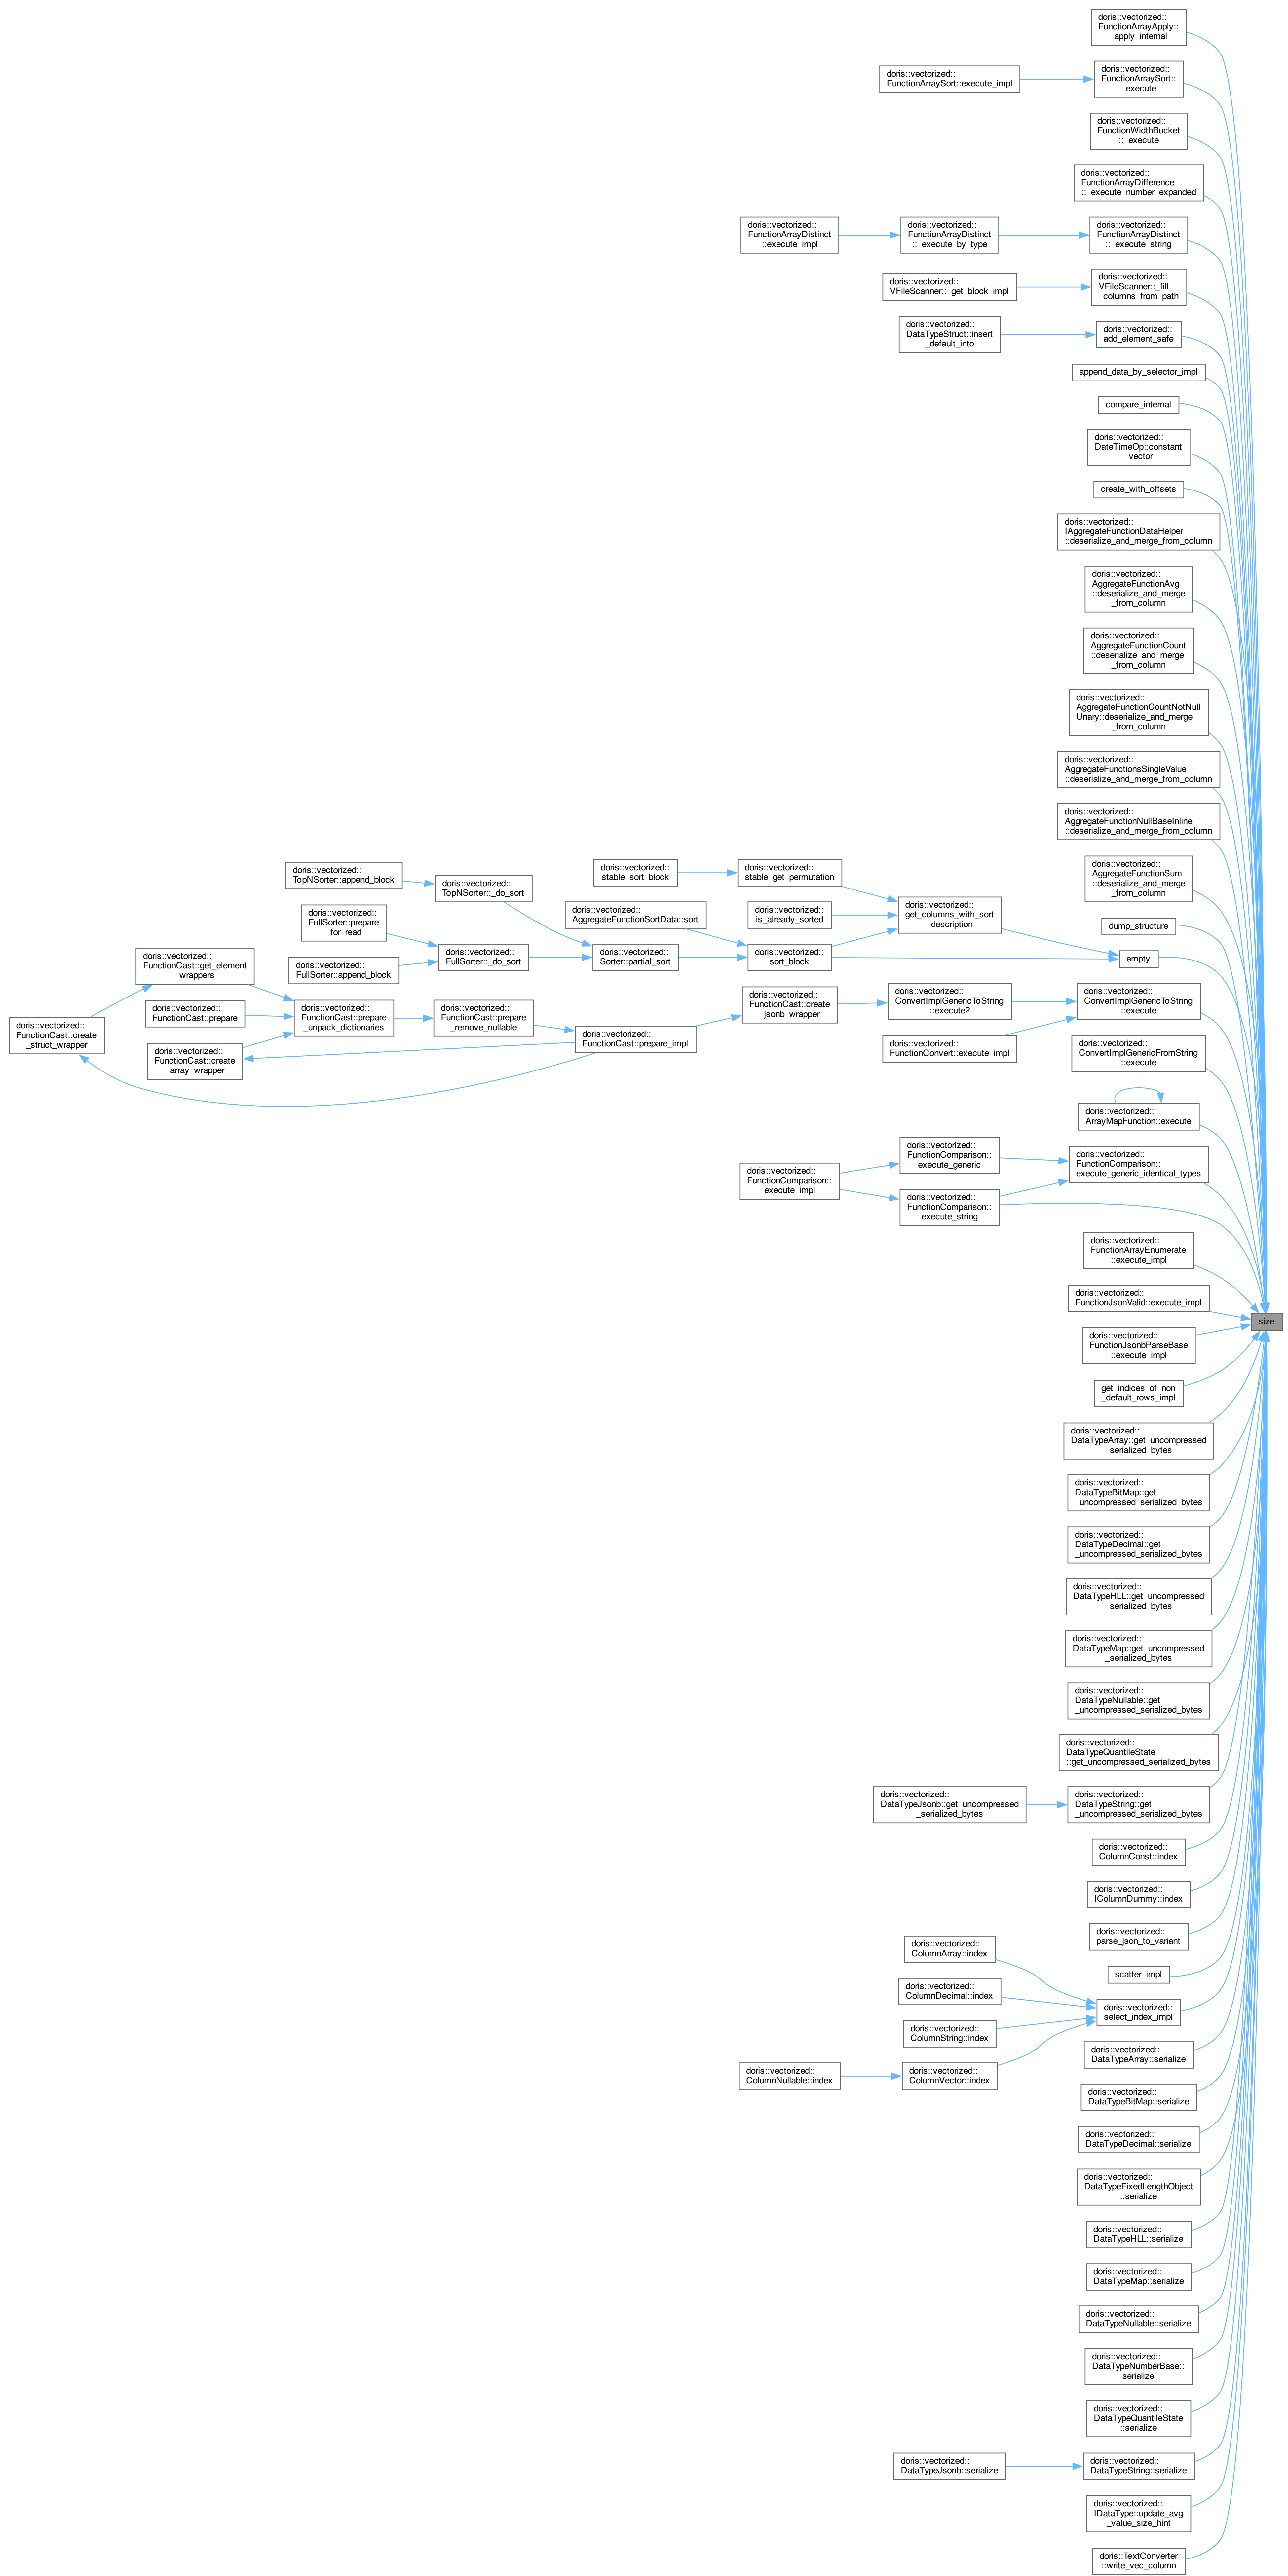 doris::vectorized::
FunctionArrayApply::
_apply_internal
doris::vectorized::
FunctionArraySort::execute_impl
doris::vectorized::
FunctionArraySort::
_execute
doris::vectorized::
FunctionWidthBucket
::_execute
doris::vectorized::
FunctionArrayDifference
::_execute_number_expanded
doris::vectorized::
FunctionArrayDistinct
::execute_impl
doris::vectorized::
FunctionArrayDistinct
::_execute_by_type
doris::vectorized::
FunctionArrayDistinct
::_execute_string
doris::vectorized::
VFileScanner::_get_block_impl
doris::vectorized::
VFileScanner::_fill
_columns_from_path
doris::vectorized::
DataTypeStruct::insert
_default_into
doris::vectorized::
add_element_safe
append_data_by_selector_impl
compare_internal
doris::vectorized::
DateTimeOp::constant
_vector
create_with_offsets
doris::vectorized::
IAggregateFunctionDataHelper
::deserialize_and_merge_from_column
doris::vectorized::
AggregateFunctionAvg
::deserialize_and_merge
_from_column
doris::vectorized::
AggregateFunctionCount
::deserialize_and_merge
_from_column
doris::vectorized::
AggregateFunctionCountNotNull
Unary::deserialize_and_merge
_from_column
doris::vectorized::
AggregateFunctionsSingleValue
::deserialize_and_merge_from_column
doris::vectorized::
AggregateFunctionNullBaseInline
::deserialize_and_merge_from_column
doris::vectorized::
AggregateFunctionSum
::deserialize_and_merge
_from_column
dump_structure
doris::vectorized::
TopNSorter::append_block
doris::vectorized::
TopNSorter::_do_sort
doris::vectorized::
stable_sort_block
doris::vectorized::
stable_get_permutation
doris::vectorized::
is_already_sorted
doris::vectorized::
get_columns_with_sort
_description
doris::vectorized::
AggregateFunctionSortData::sort
doris::vectorized::
FullSorter::prepare
_for_read
doris::vectorized::
FullSorter::append_block
doris::vectorized::
FullSorter::_do_sort
doris::vectorized::
Sorter::partial_sort
doris::vectorized::
sort_block
empty
doris::vectorized::
FunctionCast::create
_struct_wrapper
doris::vectorized::
FunctionCast::get_element
_wrappers
doris::vectorized::
FunctionCast::prepare
doris::vectorized::
FunctionCast::create
_array_wrapper
doris::vectorized::
FunctionCast::prepare
_unpack_dictionaries
doris::vectorized::
FunctionCast::prepare
_remove_nullable
doris::vectorized::
FunctionCast::prepare_impl
doris::vectorized::
FunctionCast::create
_jsonb_wrapper
doris::vectorized::
ConvertImplGenericToString
::execute2
doris::vectorized::
ConvertImplGenericToString
::execute
doris::vectorized::
FunctionConvert::execute_impl
doris::vectorized::
ConvertImplGenericFromString
::execute
doris::vectorized::
ArrayMapFunction::execute
doris::vectorized::
FunctionComparison::
execute_impl
doris::vectorized::
FunctionComparison::
execute_generic
doris::vectorized::
FunctionComparison::
execute_string
doris::vectorized::
FunctionComparison::
execute_generic_identical_types
doris::vectorized::
FunctionArrayEnumerate
::execute_impl
doris::vectorized::
FunctionJsonValid::execute_impl
size
doris::vectorized::
FunctionJsonbParseBase
::execute_impl
get_indices_of_non
_default_rows_impl
doris::vectorized::
DataTypeArray::get_uncompressed
_serialized_bytes
doris::vectorized::
DataTypeBitMap::get
_uncompressed_serialized_bytes
doris::vectorized::
DataTypeDecimal::get
_uncompressed_serialized_bytes
doris::vectorized::
DataTypeHLL::get_uncompressed
_serialized_bytes
doris::vectorized::
DataTypeMap::get_uncompressed
_serialized_bytes
doris::vectorized::
DataTypeNullable::get
_uncompressed_serialized_bytes
doris::vectorized::
DataTypeQuantileState
::get_uncompressed_serialized_bytes
doris::vectorized::
DataTypeJsonb::get_uncompressed
_serialized_bytes
doris::vectorized::
DataTypeString::get
_uncompressed_serialized_bytes
doris::vectorized::
ColumnConst::index
doris::vectorized::
IColumnDummy::index
doris::vectorized::
parse_json_to_variant
scatter_impl
doris::vectorized::
ColumnArray::index
doris::vectorized::
ColumnDecimal::index
doris::vectorized::
ColumnString::index
doris::vectorized::
ColumnNullable::index
doris::vectorized::
ColumnVector::index
doris::vectorized::
select_index_impl
doris::vectorized::
DataTypeArray::serialize
doris::vectorized::
DataTypeBitMap::serialize
doris::vectorized::
DataTypeDecimal::serialize
doris::vectorized::
DataTypeFixedLengthObject
::serialize
doris::vectorized::
DataTypeHLL::serialize
doris::vectorized::
DataTypeMap::serialize
doris::vectorized::
DataTypeNullable::serialize
doris::vectorized::
DataTypeNumberBase::
serialize
doris::vectorized::
DataTypeQuantileState
::serialize
doris::vectorized::
DataTypeJsonb::serialize
doris::vectorized::
DataTypeString::serialize
doris::vectorized::
IDataType::update_avg
_value_size_hint
doris::TextConverter
::write_vec_column